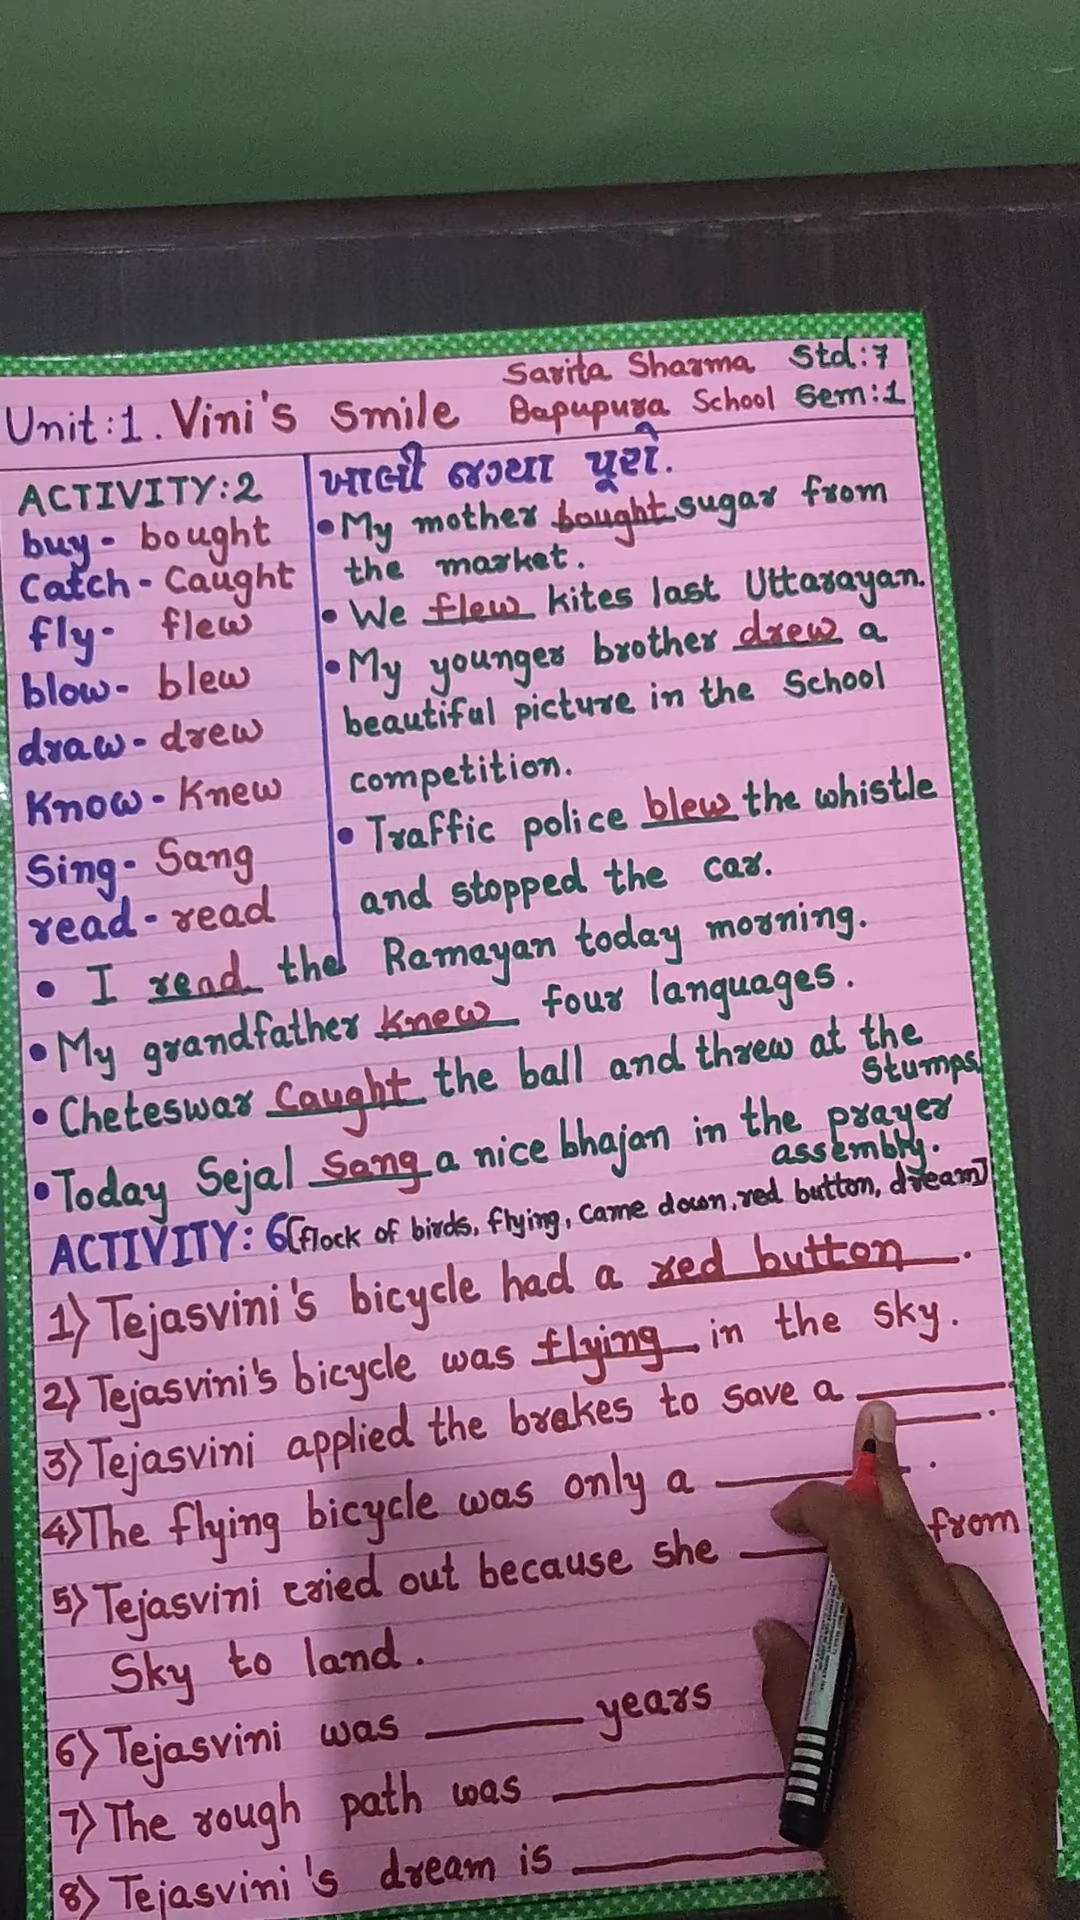 Sarita Sharma Std:7
Unit:1. Vini's Smile Bapupura School Sem:1
ACTIVITY:2
buy - bought
Catch - Caught
fly - flew
blow - blew
draw - drew
Know - Knew
Sing - Sang
read - read
ખાલી જગ્યા પૂરો.
• My mother bought sugar from
the market.
• We flew kites last Uttarayan.
• My younger brother drew a
beautiful picture in the School
competition.
• Traffic police blew the whistle
and stopped the car.
• I read the Ramayan today morning.
• My grandfather Knew four languages.
• Cheteswar Caught the ball and threw at the
Stumps
• Today Sejal Sang a nice bhajan in the prayer
assembly.
ACTIVITY: 6 [flock of birds, flying, Came down, red button, dream]
1) Tejasvini's bicycle had a red button.
2) Tejasvini's bicycle was flying in the sky.
3) Tejasvini applied the brakes to save a ______
______.
4) The flying bicycle was only a ______.
5) Tejasvini cried out because she ______ from
Sky to land.
6) Tejasvini was ______ years
7) The rough path was ______
8) Tejasvini's dream is ______